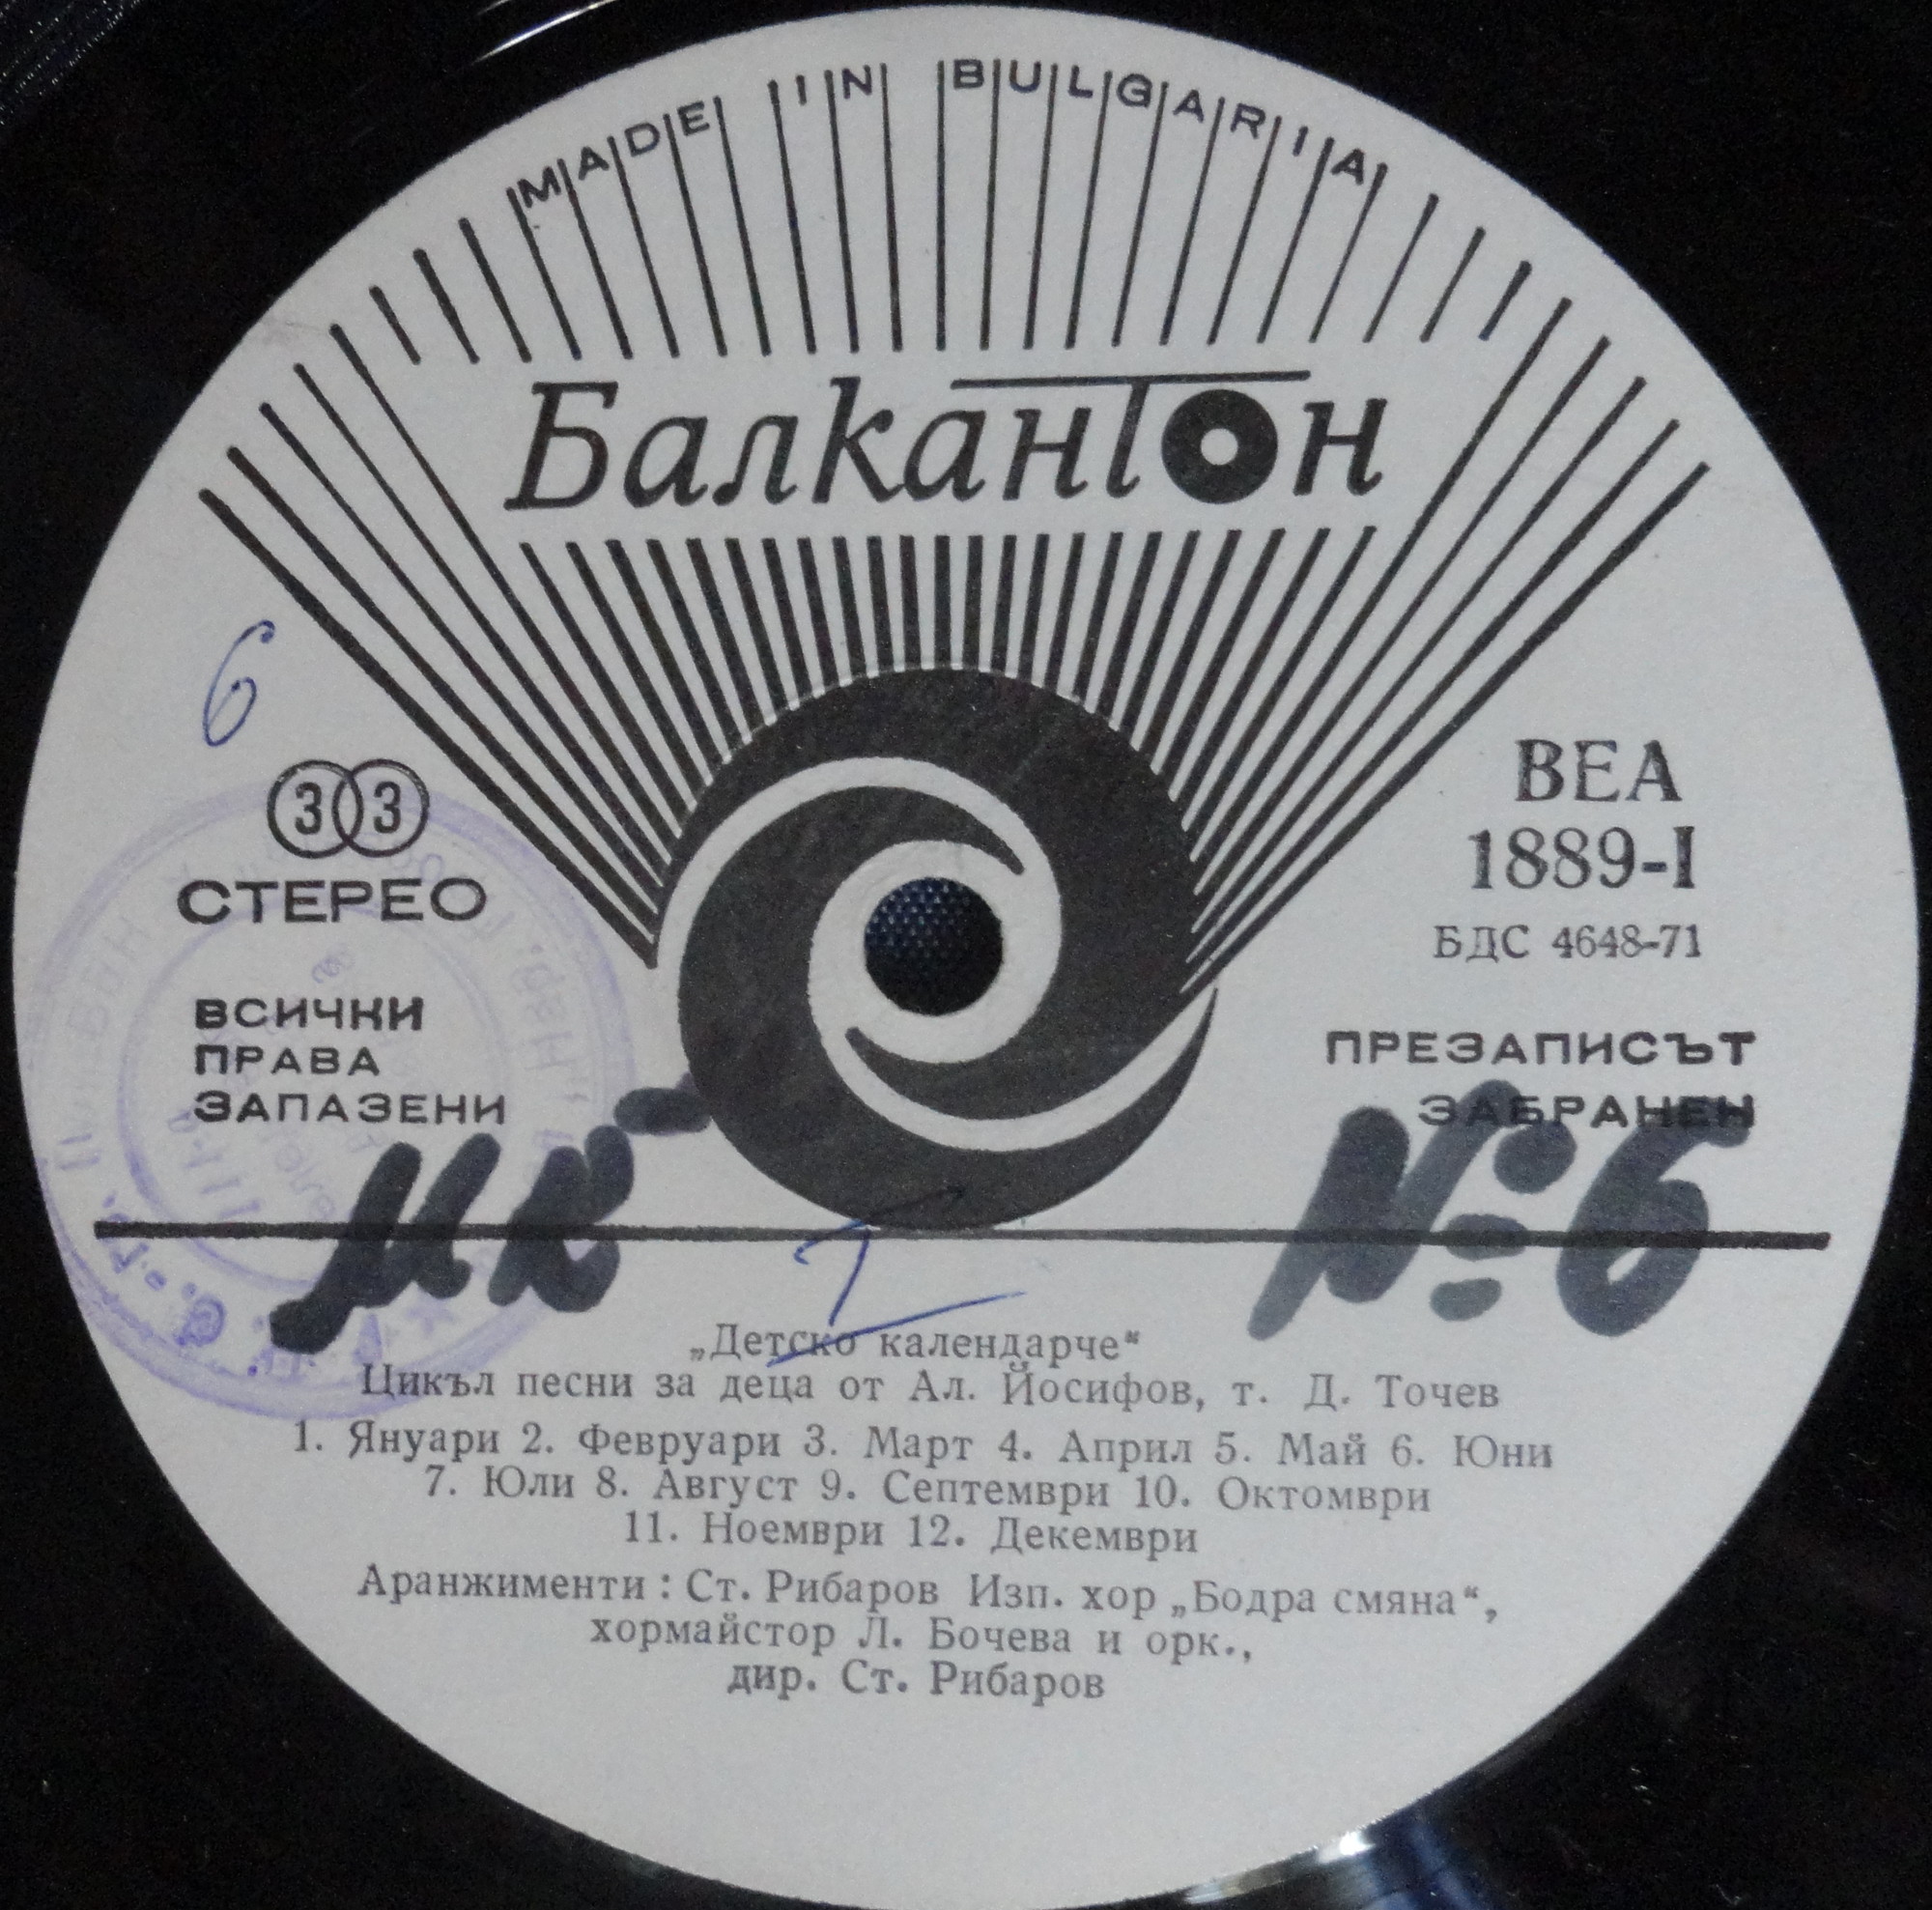 MADE IN BULGARIA
Балкантон
6
33
СТЕРЕО
ВЕА
1889-I
БДС 4648-71
ВСИЧКИ
ПРАВА
ЗАПАЗЕНИ
ПРЕЗАПИСЪТ
ЗАБРАНЕН
№6
„Детско календарче“
Цикъл песни за деца от Ал. Йосифов, т. Д. Точев
1. Януари 2. Февруари 3. Март 4. Април 5. Май 6. Юни
7. Юли 8. Август 9. Септември 10. Октомври
11. Ноември 12. Декември
Аранжименти : Ст. Рибаров Изп. хор „Бодра смяна“,
хормайстор Л. Бочева и орк.,
дир. Ст. Рибаров